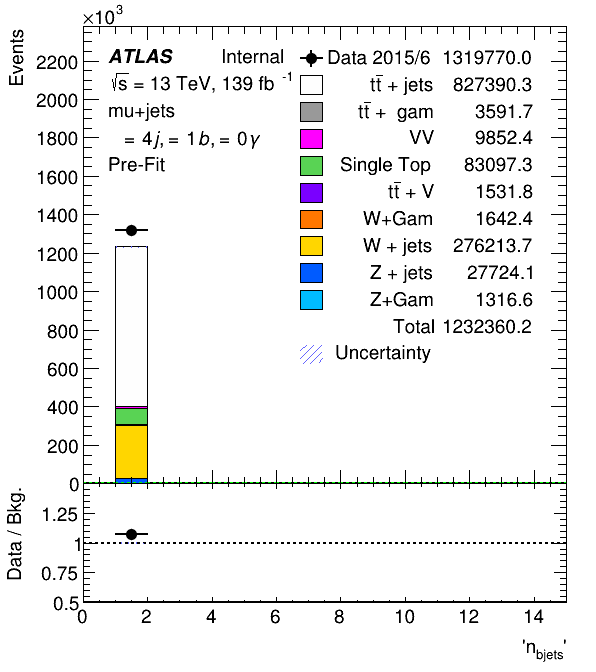 ×10³
Events
2200
2000
1800
1600
1400
1200
1000
800
600
400
200
0
ATLAS Internal
√s = 13 TeV, 139 fb⁻¹
mu+jets
= 4j, = 1b, = 0γ
Pre-Fit
Data 2015/6 1319770.0
tt̄ + jets 827390.3
tt̄ + gam 3591.7
VV 9852.4
Single Top 83097.3
tt̄ + V 1531.8
W+Gam 1642.4
W + jets 276213.7
Z + jets 27724.1
Z+Gam 1316.6
Total 1232360.2
Uncertainty
Data / Bkg.
1.25
1
0.75
0.5
0 2 4 6 8 10 12 14
'n_bjets'